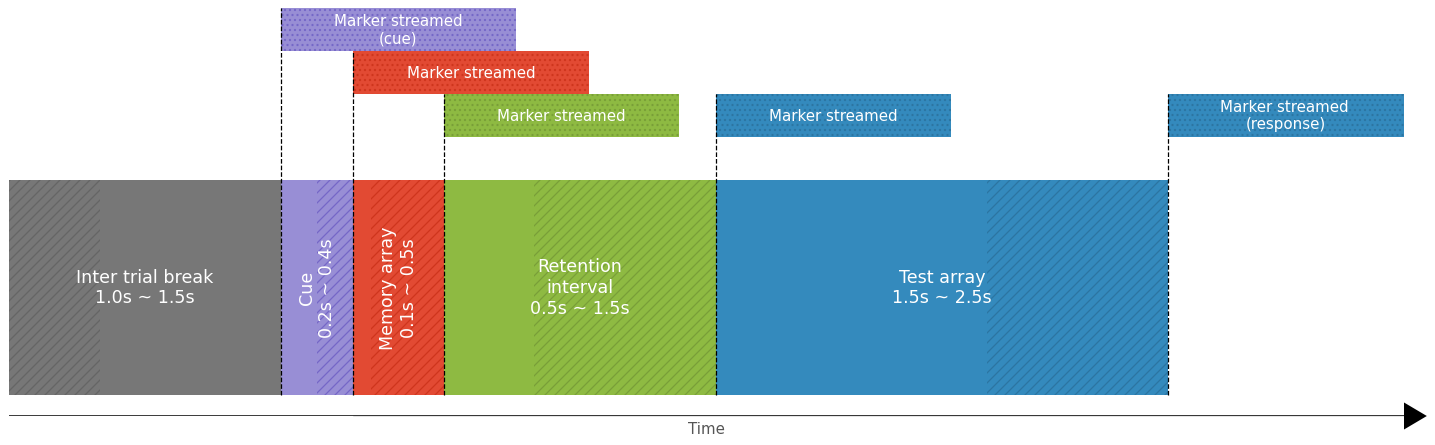 Marker streamed
(cue)
Marker streamed
Marker streamed
Marker streamed
Marker streamed
(response)
Inter trial break
1.0s ~ 1.5s
Cue
0.2s ~ 0.4s
Memory array
0.1s ~ 0.5s
Retention
interval
0.5s ~ 1.5s
Test array
1.5s ~ 2.5s
Time